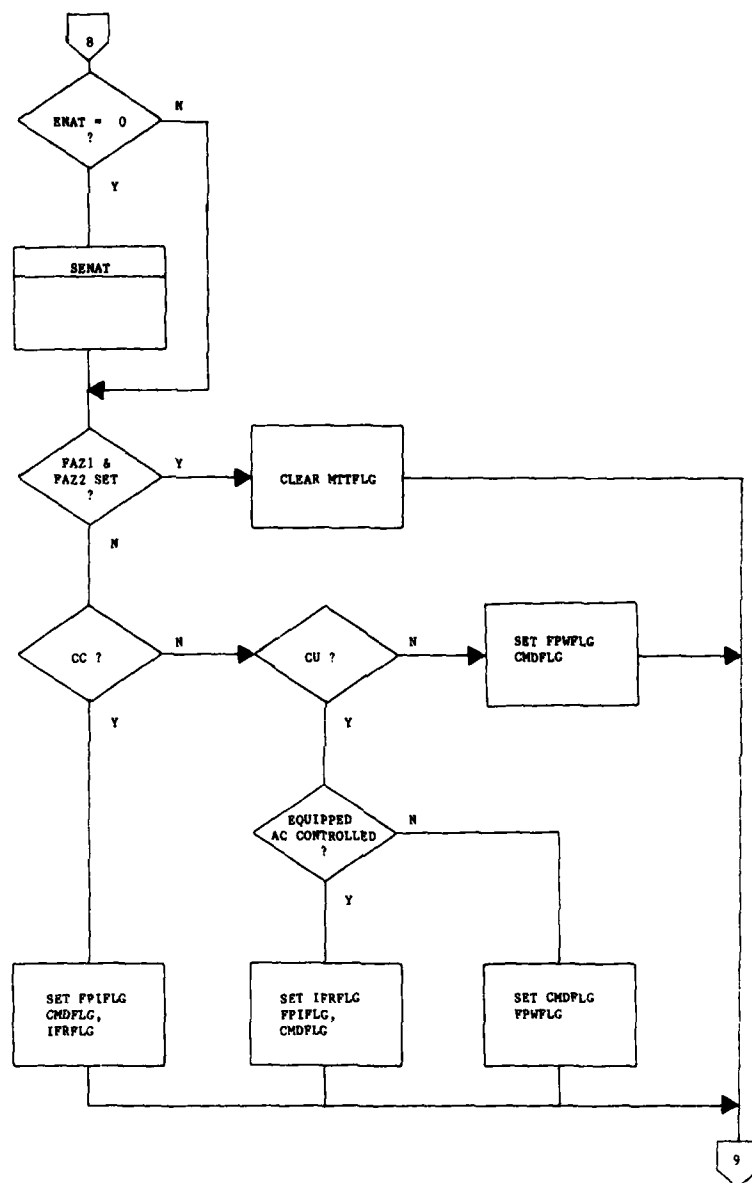 8
ENAT = 0
?
N
Y
SENAT
FAZ1 &
FAZ2 SET
?
Y
CLEAR MTTFLG
N
CC ?
N
CU ?
N
SET FPWFLG
CMDFLG
Y
Y
EQUIPPED
AC CONTROLLED
?
N
Y
SET FPIFLG
CMDFLG,
IFRFLG
SET IFRFLG
FPIFLG,
CMDFLG
SET CMDFLG
FPWFLG
9